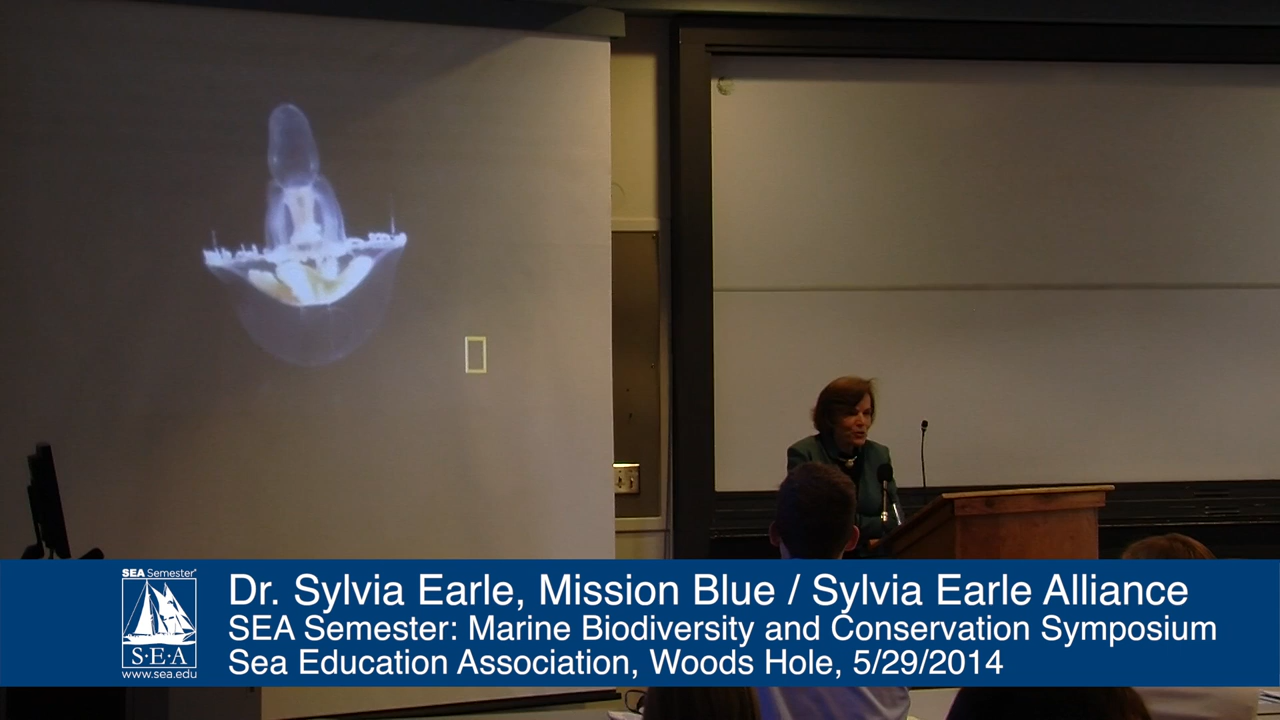 SEA Semester®
S·E·A
www.sea.edu
Dr. Sylvia Earle, Mission Blue / Sylvia Earle Alliance
SEA Semester: Marine Biodiversity and Conservation Symposium
Sea Education Association, Woods Hole, 5/29/2014